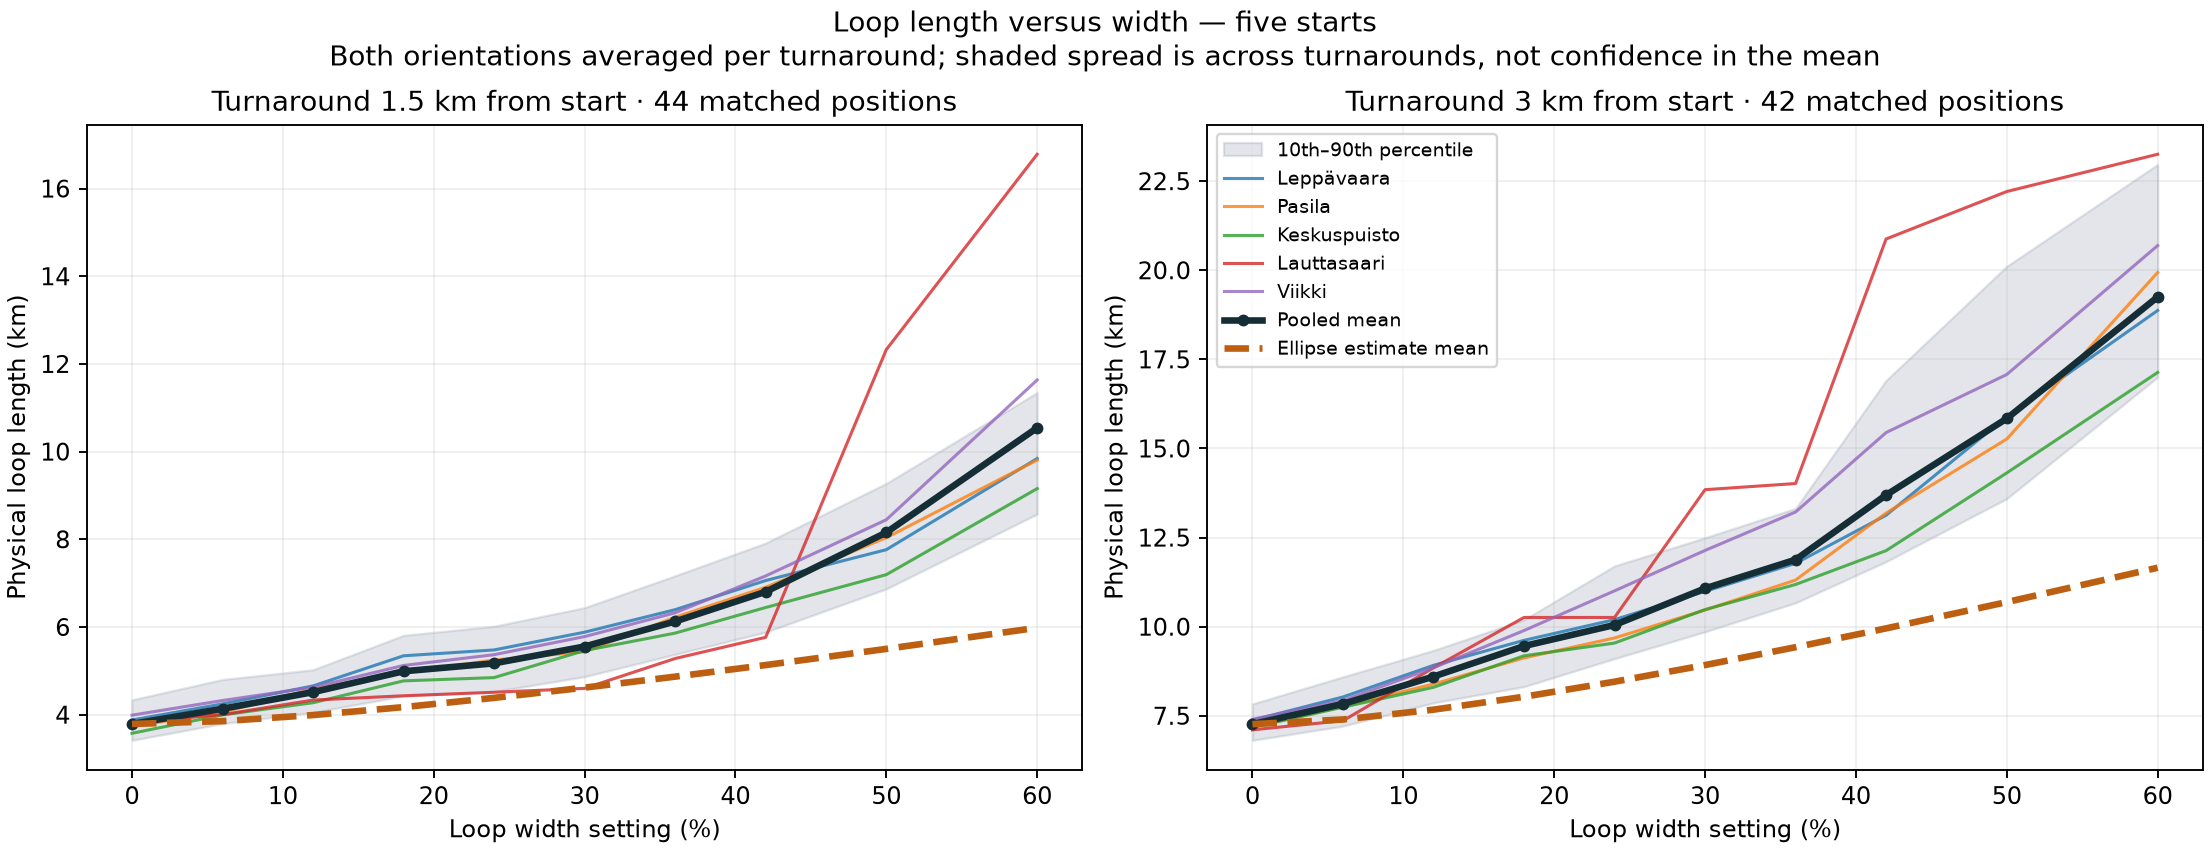 Loop length versus width — five starts
Both orientations averaged per turnaround; shaded spread is across turnarounds, not confidence in the mean
Turnaround 1.5 km from start · 44 matched positions
Physical loop length (km)
16
14
12
10
8
6
4
0 10 20 30 40 50 60
Loop width setting (%)
Turnaround 3 km from start · 42 matched positions
Physical loop length (km)
22.5
20.0
17.5
15.0
12.5
10.0
7.5
10th–90th percentile
Leppävaara
Pasila
Keskuspuisto
Lauttasaari
Viikki
Pooled mean
Ellipse estimate mean
0 10 20 30 40 50 60
Loop width setting (%)